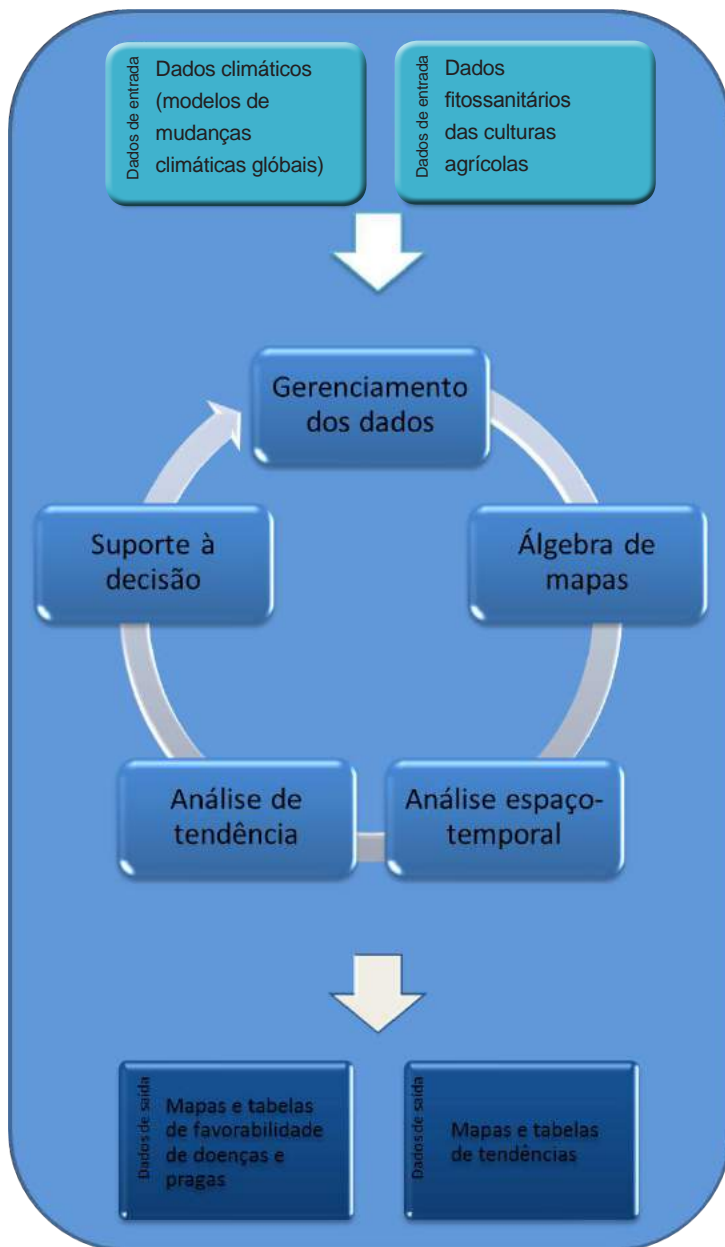 Dados de entrada
Dados climáticos
(modelos de
mudanças
climáticas glóbais)
Dados de entrada
Dados
fitossanitários
das culturas
agrícolas
Gerenciamento
dos dados
Suporte à
decisão
Álgebra de
mapas
Análise de
tendência
Análise espaço-
temporal
Dados de saída
Mapas e tabelas
de favorabilidade
de doenças e
pragas
Dados de saída
Mapas e tabelas
de tendências